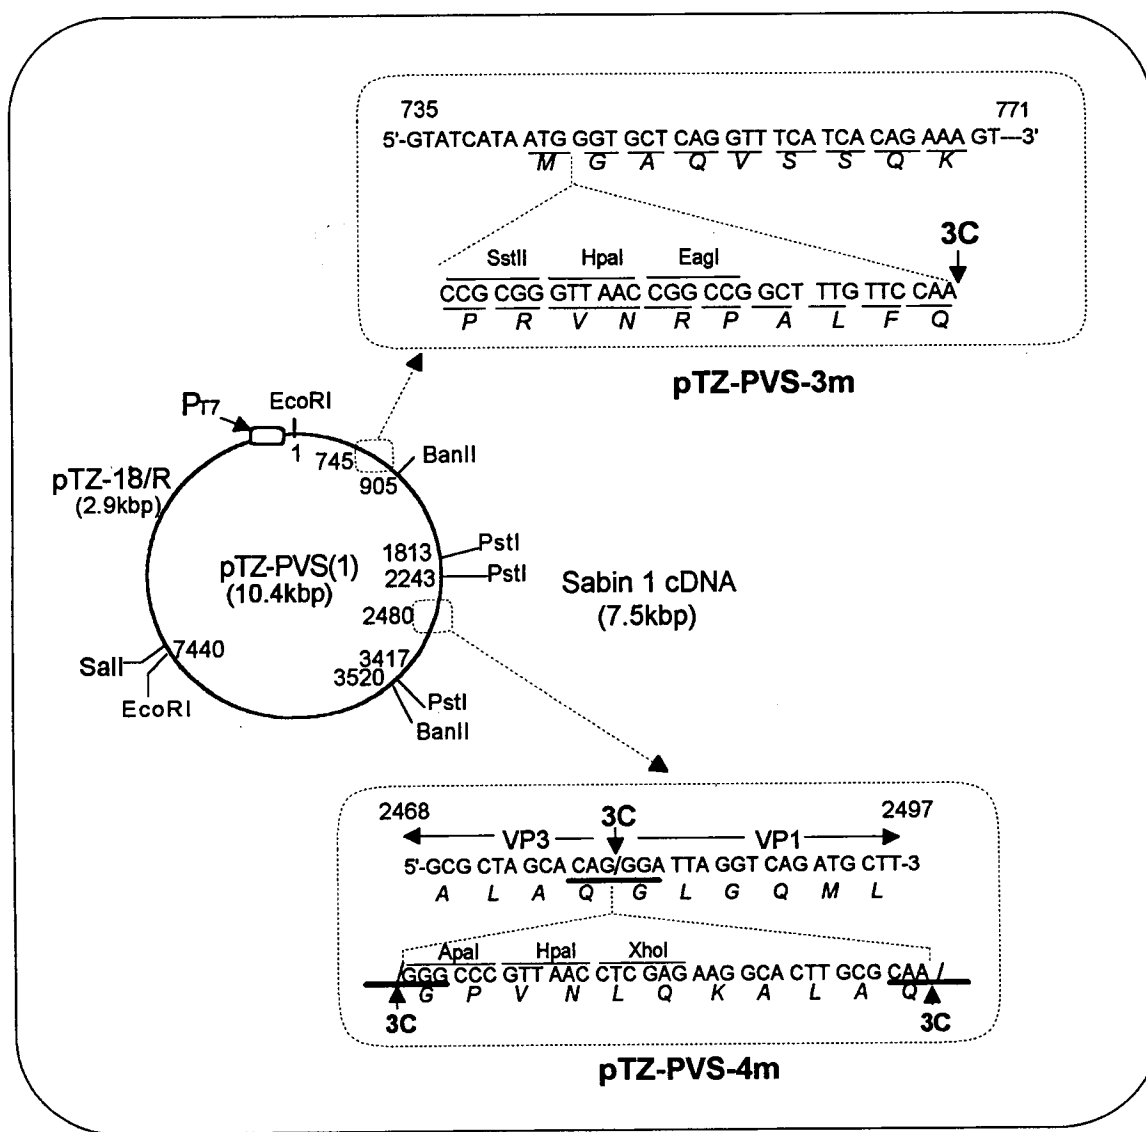 735 771
5'-GTATCATA ATG GGT GCT CAG GTT TCA TCA CAG AAA GT---3'
M G A Q V S S Q K
3C
SstII HpaI EagI
CCG CGG GTT AAC CGG CCG GCT TTG TTC CAA
P R V N R P A L F Q
pTZ-PVS-3m
PT7 EcoRI
1 745 BanII
905
pTZ-18/R
(2.9kbp)
1813 PstI
2243 PstI
pTZ-PVS(1)
(10.4kbp)
Sabin 1 cDNA
(7.5kbp)
2480
7440
SalI
EcoRI
3417
3520
PstI
BanII
2468 3C 2497
VP3 VP1
5'-GCG CTA GCA CAG/GGA TTA GGT CAG ATG CTT-3
A L A Q G L G Q M L
ApaI HpaI XhoI
/GGG CCC GTT AAC CTC GAG AAG GCA CTT GCG CAA /
G P V N L Q K A L A Q
3C 3C
pTZ-PVS-4m